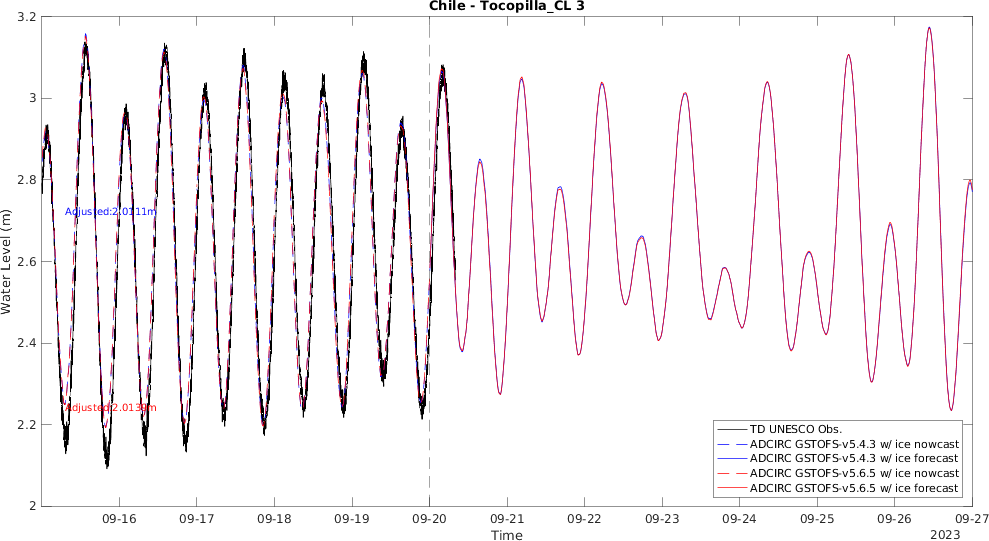 Chile - Tocopilla_CL 3
Water Level (m)
3.2
3
2.8
2.6
2.4
2.2
2
Adjusted:2.0111m
Adjusted:2.0139m
TD UNESCO Obs.
ADCIRC GSTOFS-v5.4.3 w/ ice nowcast
ADCIRC GSTOFS-v5.4.3 w/ ice forecast
ADCIRC GSTOFS-v5.6.5 w/ ice nowcast
ADCIRC GSTOFS-v5.6.5 w/ ice forecast
09-16 09-17 09-18 09-19 09-20 09-21 09-22 09-23 09-24 09-25 09-26 09-27
Time
2023